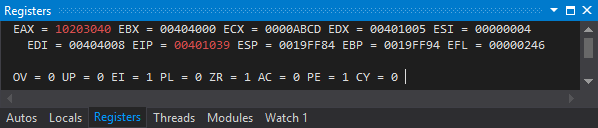 Registers
EAX = 10203040 EBX = 00404000 ECX = 0000ABCD EDX = 00401005 ESI = 00000004
EDI = 00404008 EIP = 00401039 ESP = 0019FF84 EBP = 0019FF94 EFL = 00000246
OV = 0 UP = 0 EI = 1 PL = 0 ZR = 1 AC = 0 PE = 1 CY = 0
Autos Locals Registers Threads Modules Watch 1